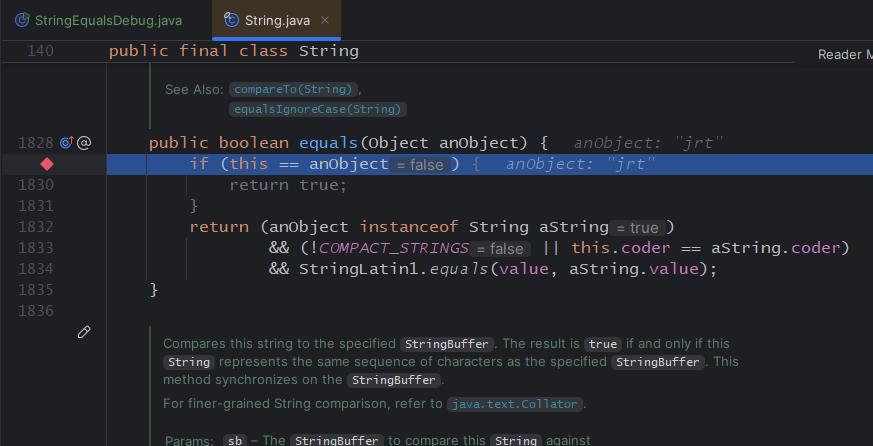 StringEqualsDebug.java
String.java ×
140 public final class String
Reader M
See Also: compareTo(String),
equalsIgnoreCase(String)
1828 @ public boolean equals(Object anObject) { anObject: "jrt"
if (this == anObject = false ) { anObject: "jrt"
1830 return true;
1831 }
1832 return (anObject instanceof String aString = true )
1833 && (!COMPACT_STRINGS = false || this.coder == aString.coder)
1834 && StringLatin1.equals(value, aString.value);
1835 }
1836
Compares this string to the specified StringBuffer. The result is true if and only if this
String represents the same sequence of characters as the specified StringBuffer. This
method synchronizes on the StringBuffer.
For finer-grained String comparison, refer to java.text.Collator.
Params: sb – The StringBuffer to compare this String against